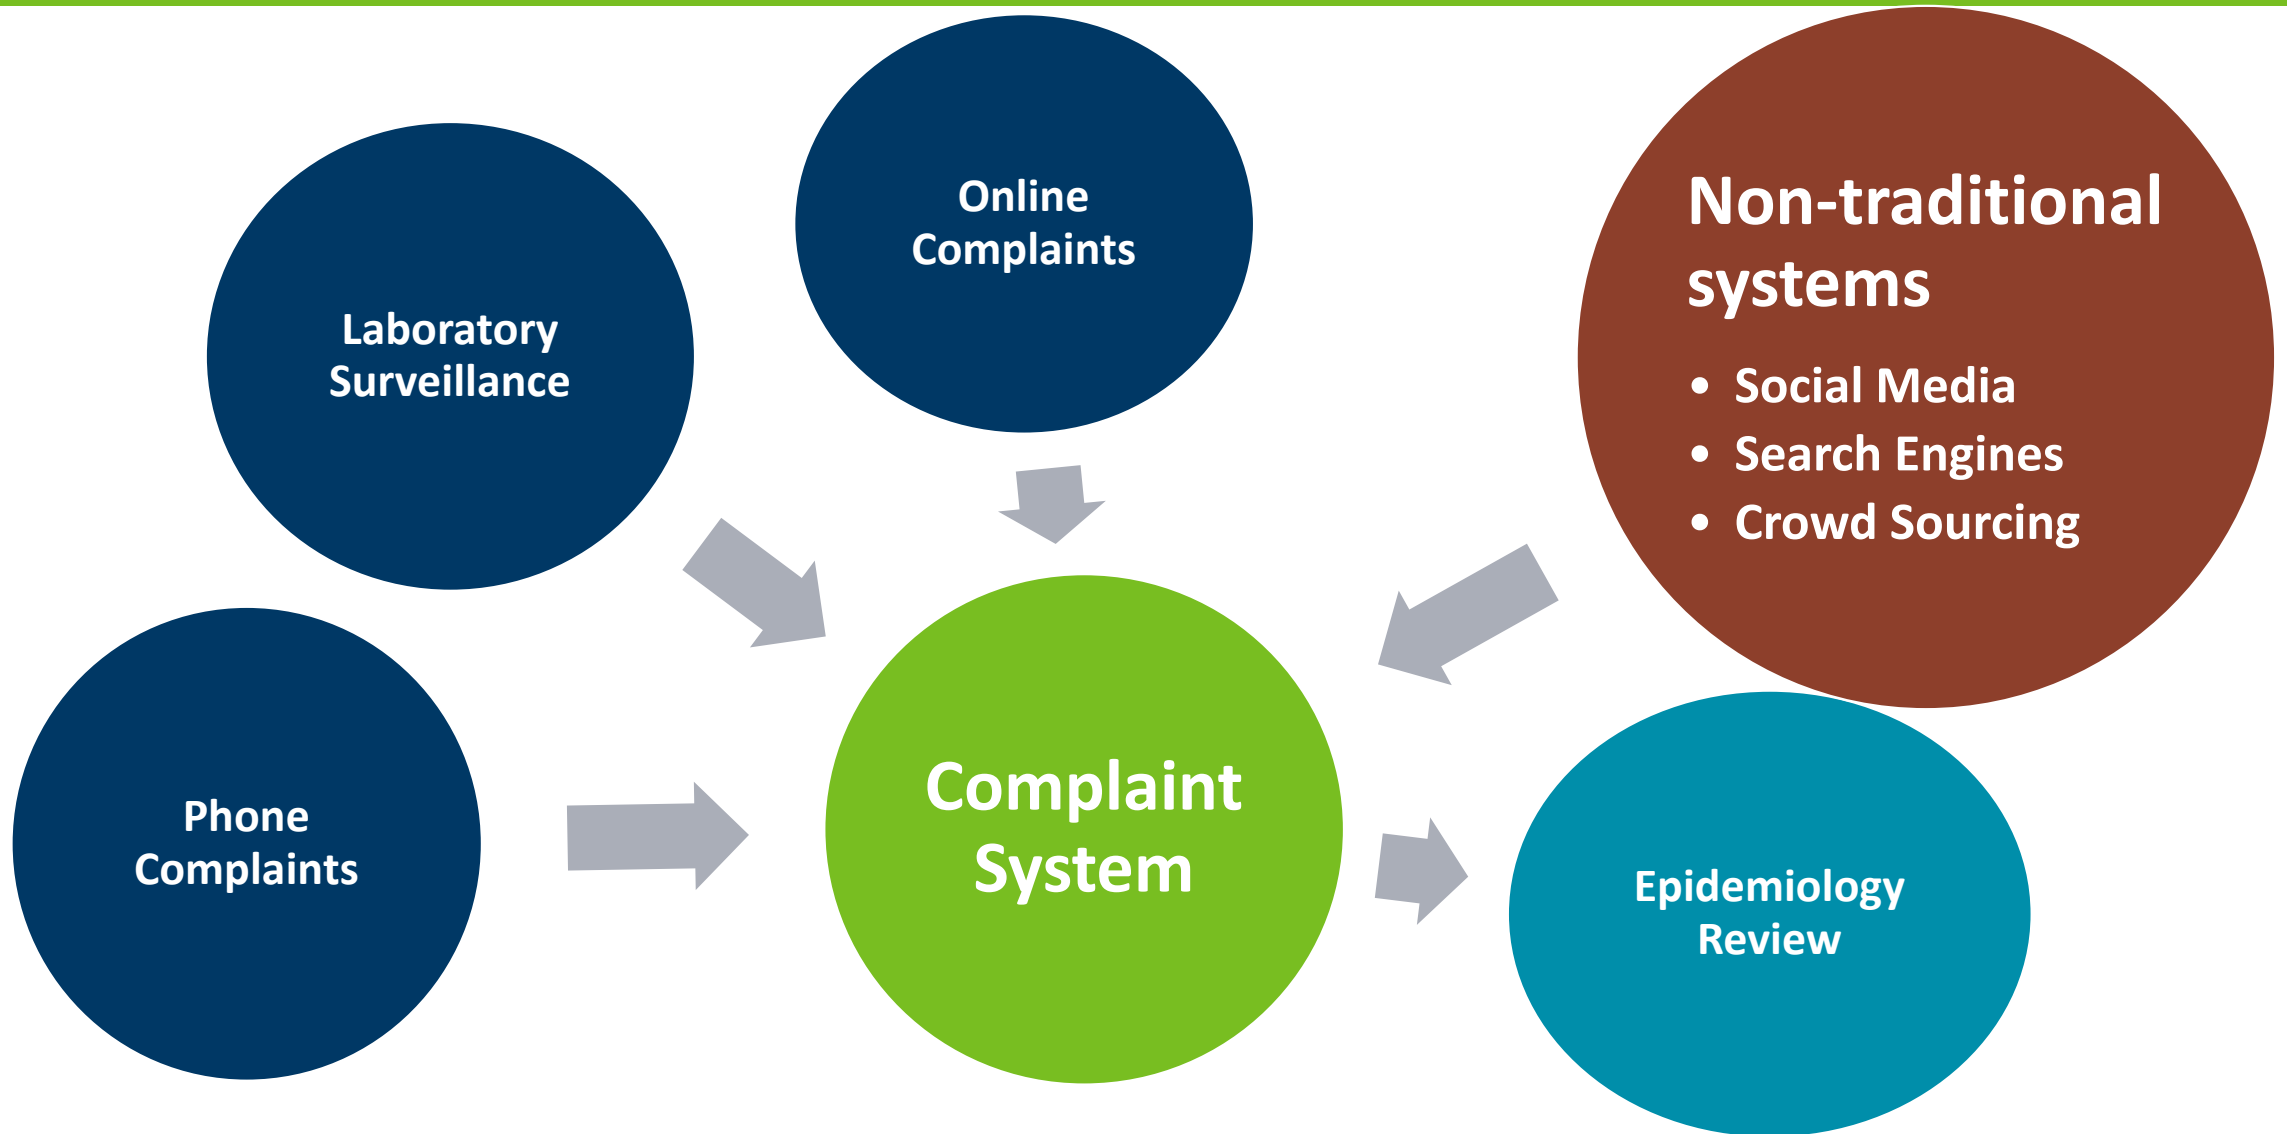 Online
Complaints
Laboratory
Surveillance
Non-traditional
systems
• Social Media
• Search Engines
• Crowd Sourcing
Phone
Complaints
Complaint
System
Epidemiology
Review